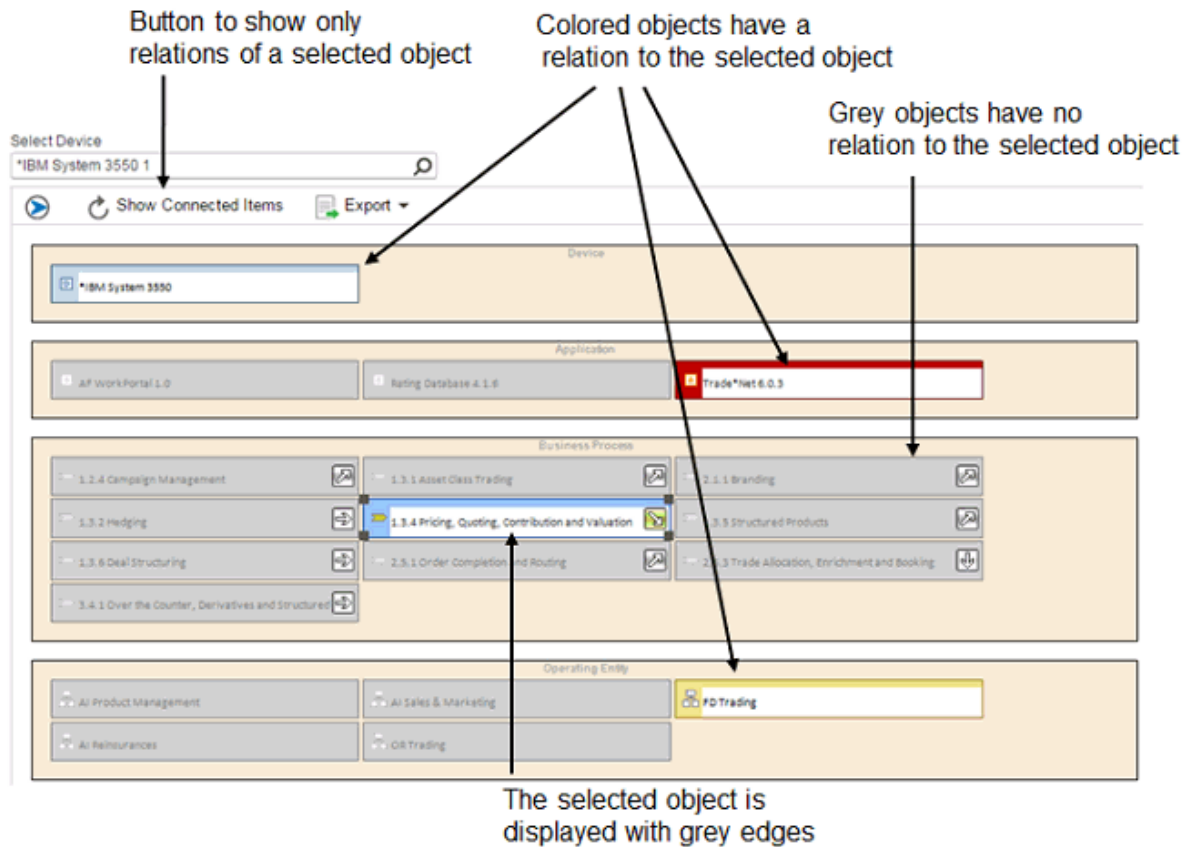 Button to show only
relations of a selected object
Colored objects have a
relation to the selected object
Grey objects have no
relation to the selected object
Select Device
*IBM System 3550 1
Show Connected Items
Export
Device
*IBM System 3550
Application
AF WorkPortal 1.0
Rating Database 4.1.6
Trade*Net 6.0.3
Business Process
1.2.4 Campaign Management
1.3.1 Asset Class Trading
2.1.1 Branding
1.3.2 Hedging
1.3.4 Pricing, Quoting, Contribution and Valuation
1.3.5 Structured Products
1.3.6 Deal Structuring
2.5.1 Order Completion and Routing
2.5.3 Trade Allocation, Enrichment and Booking
3.4.1 Over the Counter, Derivatives and Structured
Operating Entity
AI Product Management
AI Sales & Marketing
FD Trading
AI Reinsurances
OR Trading
The selected object is
displayed with grey edges